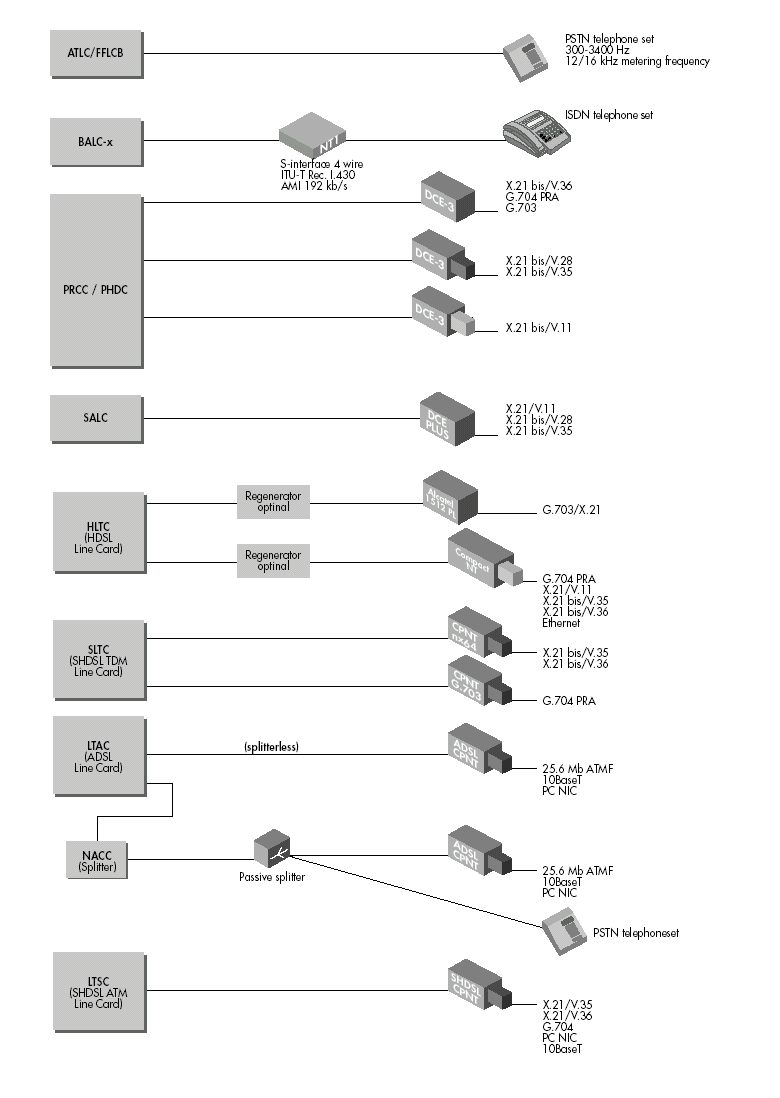 ATLC/FFLCB
PSTN telephone set
300-3400 Hz
12/16 kHz metering frequency
BALC-x
NT1
ISDN telephone set
S-interface 4 wire
ITU-T Rec. I.430
AMI 192 kb/s
PRCC / PHDC
DCE-3
X.21 bis/V.36
G.704 PRA
G.703
DCE-3
X.21 bis/V.28
X.21 bis/V.35
DCE-3
X.21 bis/V.11
SALC
DCE
PLUS
X.21/V.11
X.21 bis/V.28
X.21 bis/V.35
HLTC
(HDSL
Line Card)
Regenerator
optinal
Alcatel
1512 PL
G.703/X.21
Regenerator
optinal
Compact
NT
G.704 PRA
X.21/V.11
X.21 bis/V.35
X.21 bis/V.36
Ethernet
SLTC
(SHDSL TDM
Line Card)
CPNT
nx64
X.21 bis/V.35
X.21 bis/V.36
CPNT
G.703
G.704 PRA
LTAC
(ADSL
Line Card)
(splitterless)
ADSL
CPNT
25.6 Mb ATMF
10BaseT
PC NIC
NACC
(Splitter)
Passive splitter
ADSL
CPNT
25.6 Mb ATMF
10BaseT
PC NIC
PSTN telephoneset
LTSC
(SHDSL ATM
Line Card)
SHDSL
CPNT
X.21/V.35
X.21/V.36
G.704
PC NIC
10BaseT